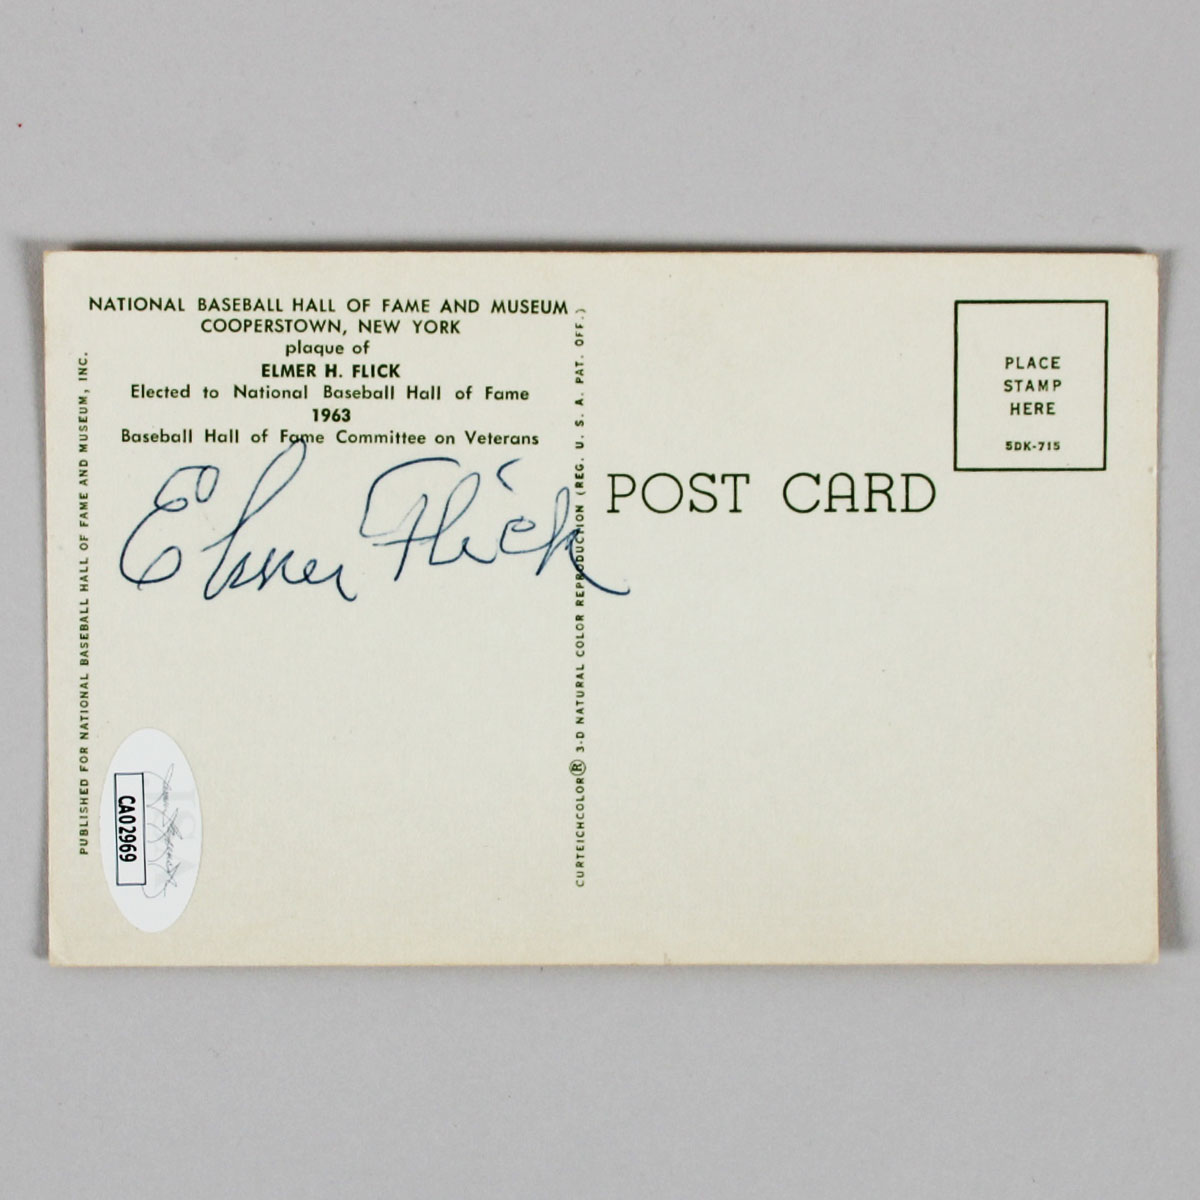 NATIONAL BASEBALL HALL OF FAME AND MUSEUM
COOPERSTOWN, NEW YORK
plaque of
ELMER H. FLICK
Elected to National Baseball Hall of Fame
1963
Baseball Hall of Fame Committee on Veterans
Elmer Flick
PUBLISHED FOR NATIONAL BASEBALL HALL OF FAME AND MUSEUM, INC.
CA02969
CURTEICHCOLOR® 3-D NATURAL COLOR REPRODUCTION (REG. U. S. A. PAT. OFF.)
POST CARD
PLACE
STAMP
HERE
5DK-715